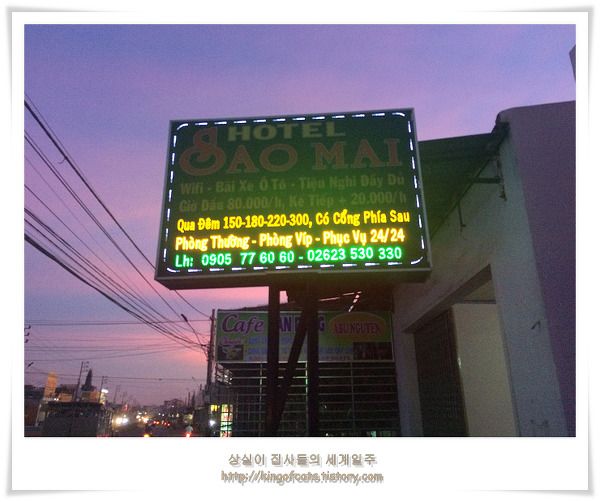 HOTEL
SAO MAI
Wifi - Bãi Xe Ô Tô - Tiện Nghi Đầy Đủ
Giờ Đầu 80.000/h, Kế Tiếp + 20.000/h
Qua Đêm 150-180-220-300, Có Cổng Phía Sau
Phòng Thường - Phòng Víp - Phục Vụ 24/24
Lh: 0905 77 60 60 - 02623 530 330
Cafe
상실이 집사들의 세계일주
http://kingofcats.tistory.com